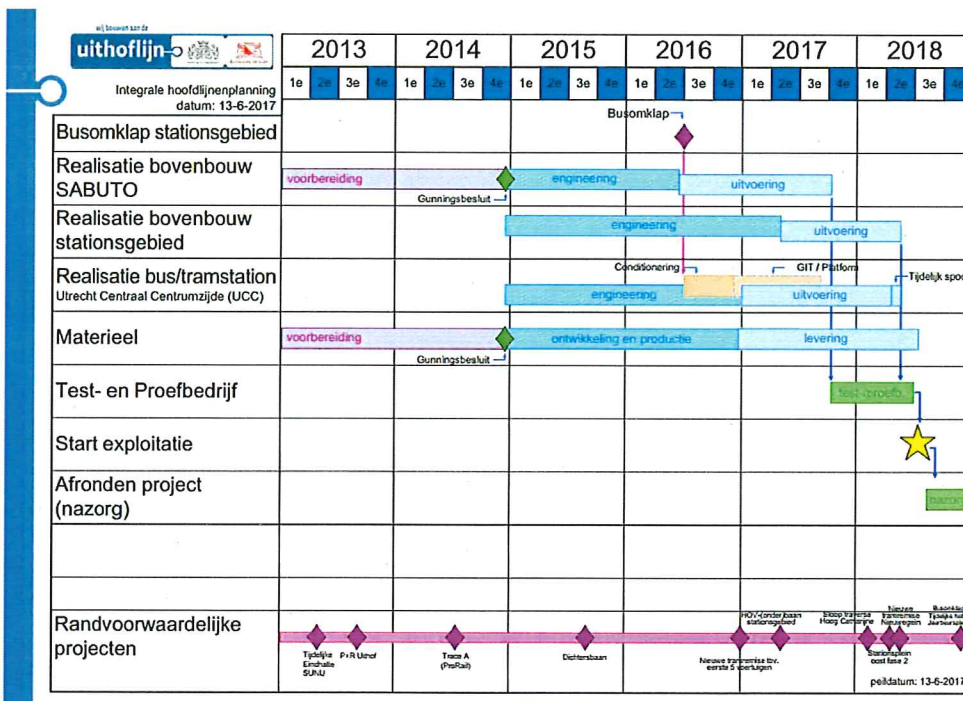 wij bouwen aan de
uithoflijn
Integrale hoofdlijnenplanning
datum: 13-6-2017
2013 2014 2015 2016 2017 2018
1e 2e 3e 4e 1e 2e 3e 4e 1e 2e 3e 4e 1e 2e 3e 4e 1e 2e 3e 4e 1e 2e 3e 4e
Busomklap stationsgebied
Busomklap
Realisatie bovenbouw
SABUTO
voorbereiding
Gunningsbesluit
engineering
uitvoering
Realisatie bovenbouw
stationsgebied
engineering
uitvoering
Realisatie bus/tramstation
Utrecht Centraal Centrumzijde (UCC)
Conditionering
GIT / Platform
Tijdelijk spoo
engineering
uitvoering
Materieel
voorbereiding
Gunningsbesluit
ontwikkeling en productie
levering
Test- en Proefbedrijf
test-/proefb.
Start exploitatie
Afronden project
(nazorg)
nazorg
Randvoorwaardelijke
projecten
Tijdelijke
Eindhalte
SUNIJ
P+R Uithof
Trace A
(ProRail)
Dichtersbaan
Nieuwe tramremise tbv.
eerste 5 voertuigen
HOV-(onder)baan
stationsgebied
Sloop traverse
Hoog Catharijne
Nieuwe
tramremise
Nieuwegein
Stationsplein
oost fase 2
Busomklap
peildatum: 13-6-2017